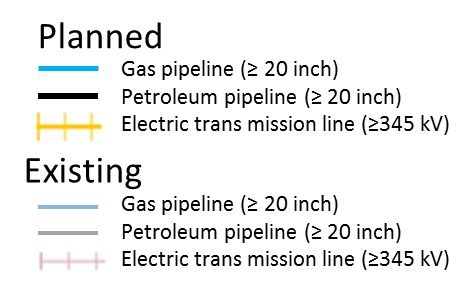 Planned
Gas pipeline (≥ 20 inch)
Petroleum pipeline (≥ 20 inch)
Electric trans mission line (≥345 kV)
Existing
Gas pipeline (≥ 20 inch)
Petroleum pipeline (≥ 20 inch)
Electric trans mission line (≥345 kV)